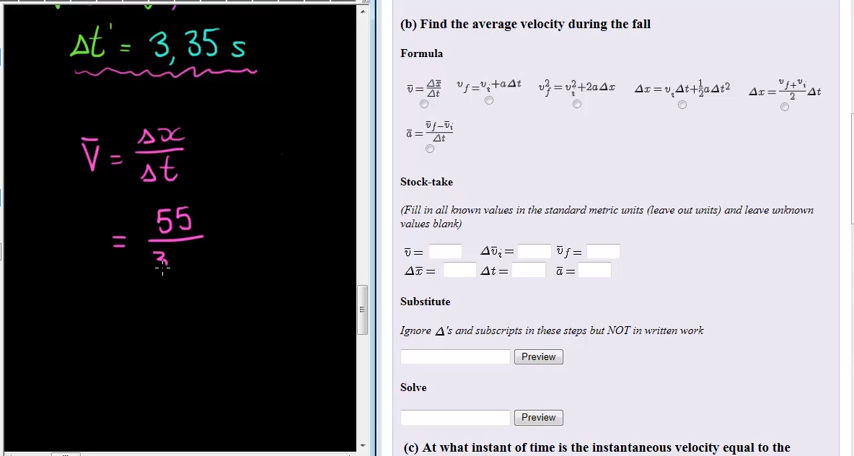 Δt' = 3,35 s
V̄ = Δx / Δt
= 55 / 3
(b) Find the average velocity during the fall
Formula
v̄ = Δx̄/Δt v_f = v_i + aΔt v_f² = v_i² + 2aΔx Δx = v_iΔt + ½aΔt² Δx = (v_f + v_i)/2 Δt
ā = (v̄_f − v̄_i)/Δt
Stock-take
(Fill in all known values in the standard metric units (leave out units) and leave unknown
values blank)
v̄ = Δv̄_i = v̄_f =
Δx̄ = Δt = ā =
Substitute
Ignore Δ's and subscripts in these steps but NOT in written work
Preview
Solve
Preview
(c) At what instant of time is the instantaneous velocity equal to the